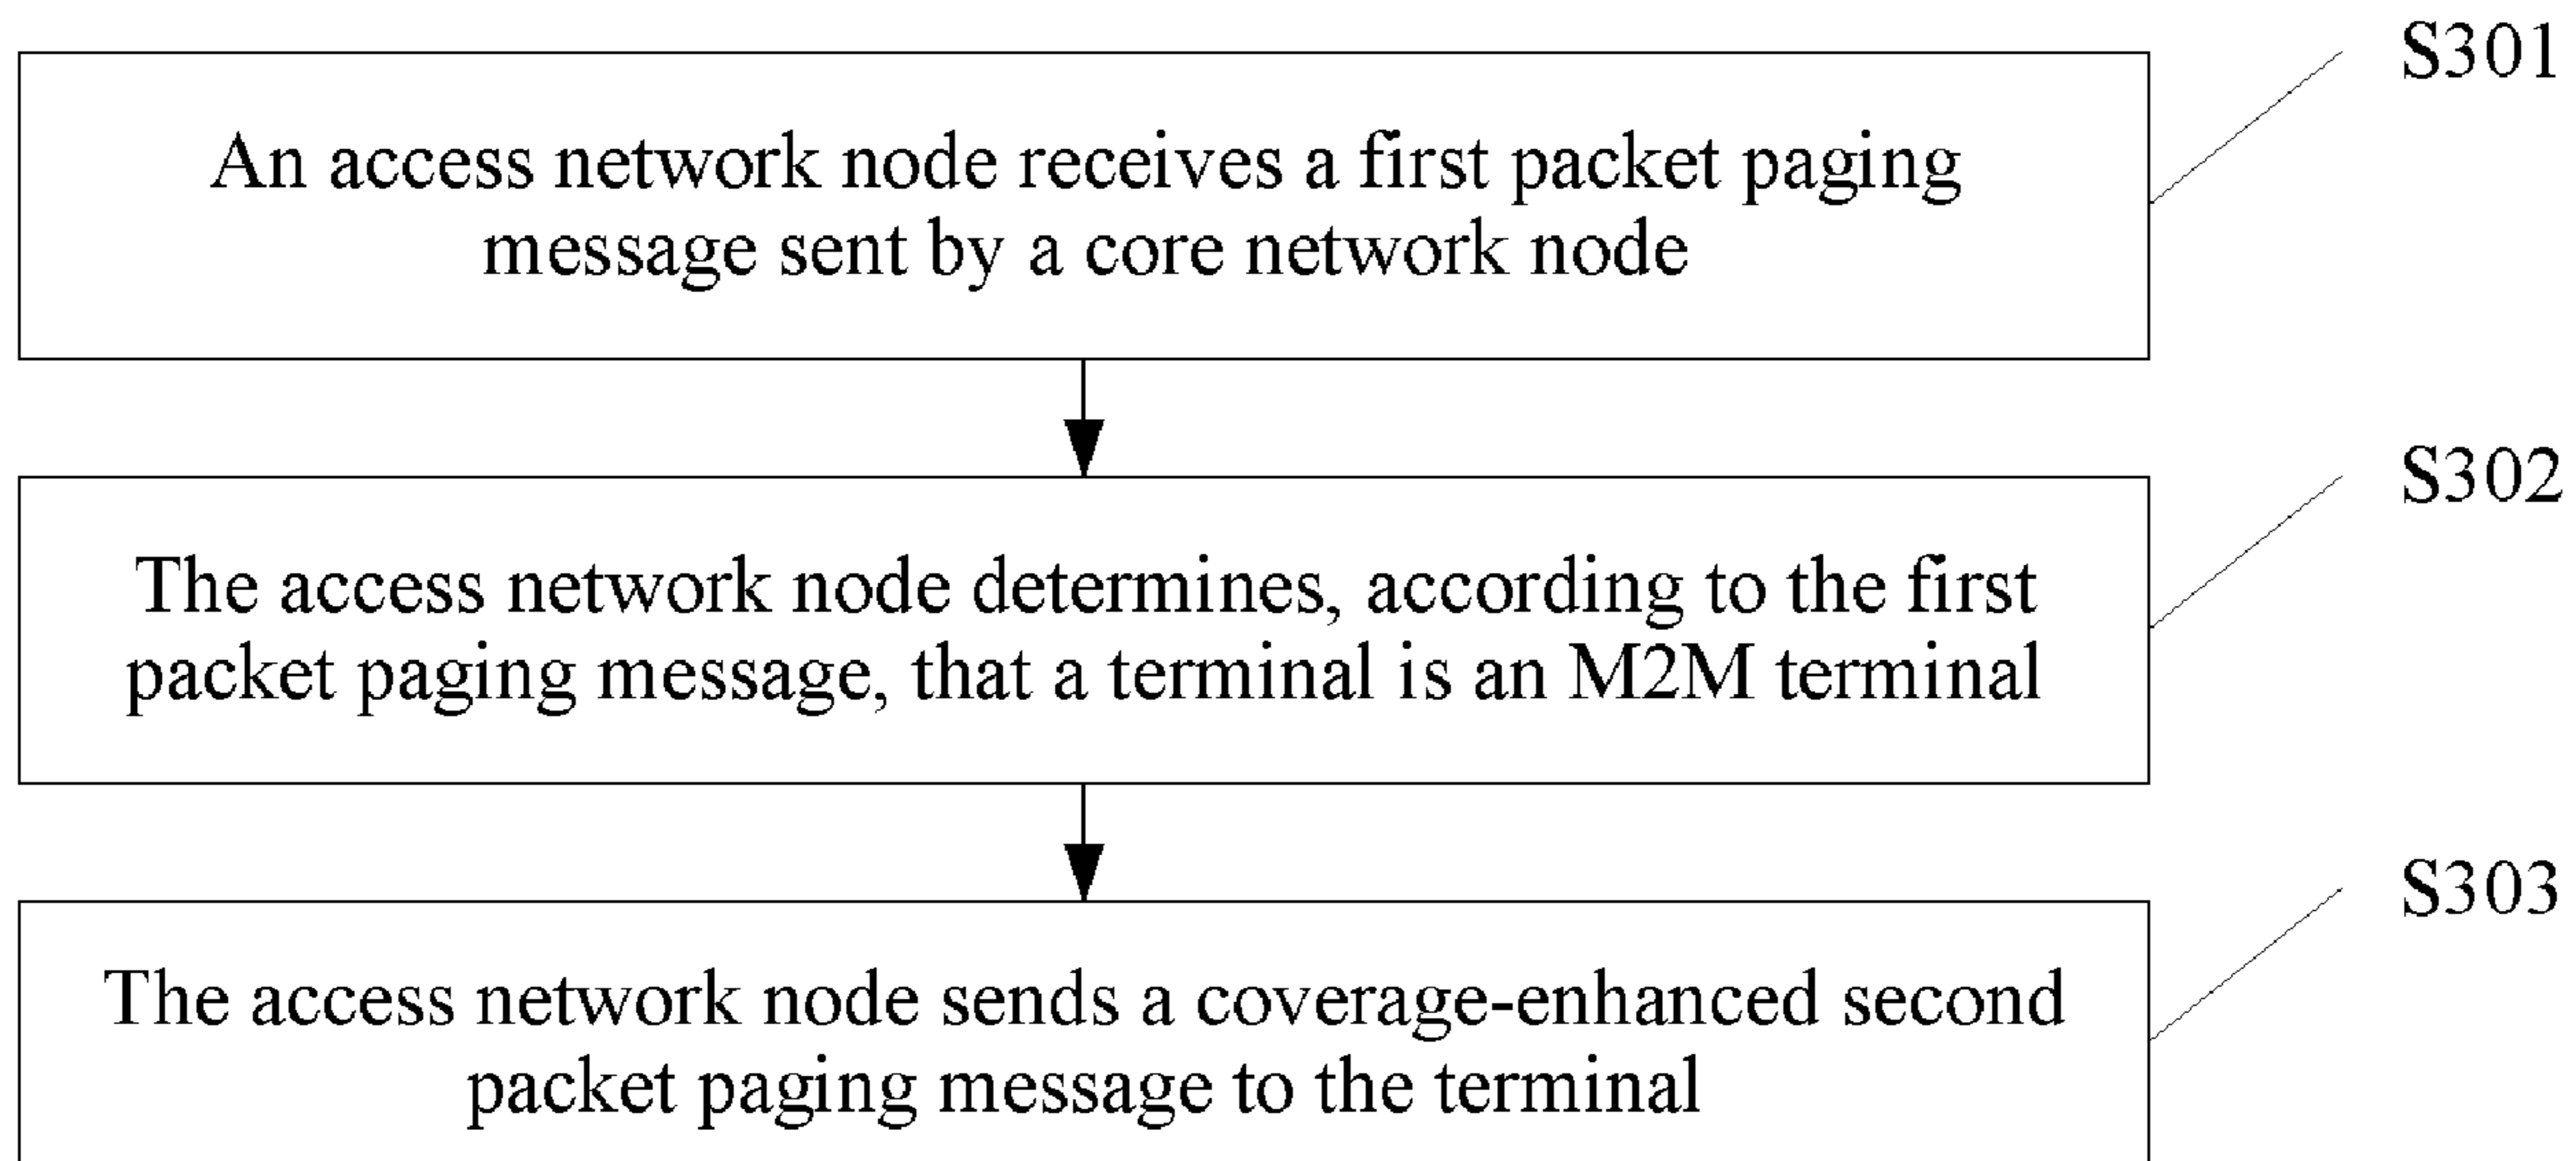 S301
An access network node receives a first packet paging
message sent by a core network node
S302
The access network node determines, according to the first
packet paging message, that a terminal is an M2M terminal
S303
The access network node sends a coverage-enhanced second
packet paging message to the terminal